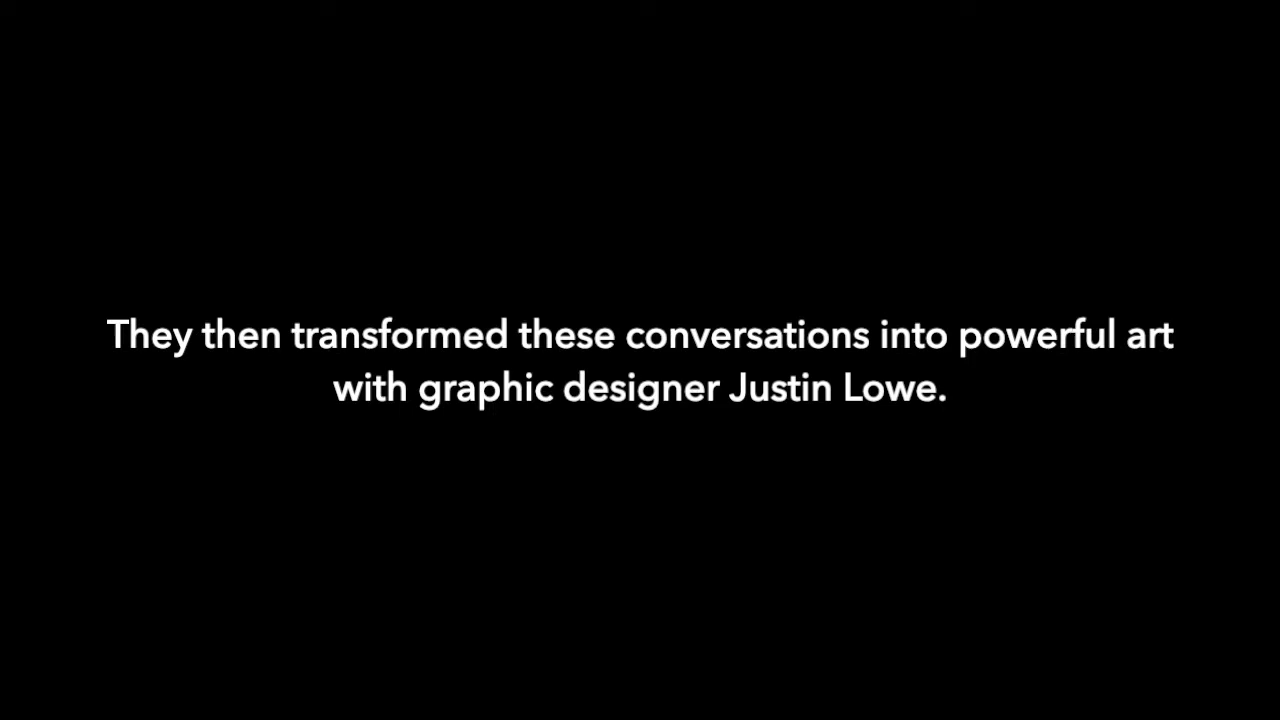 They then transformed these conversations into powerful art
with graphic designer Justin Lowe.